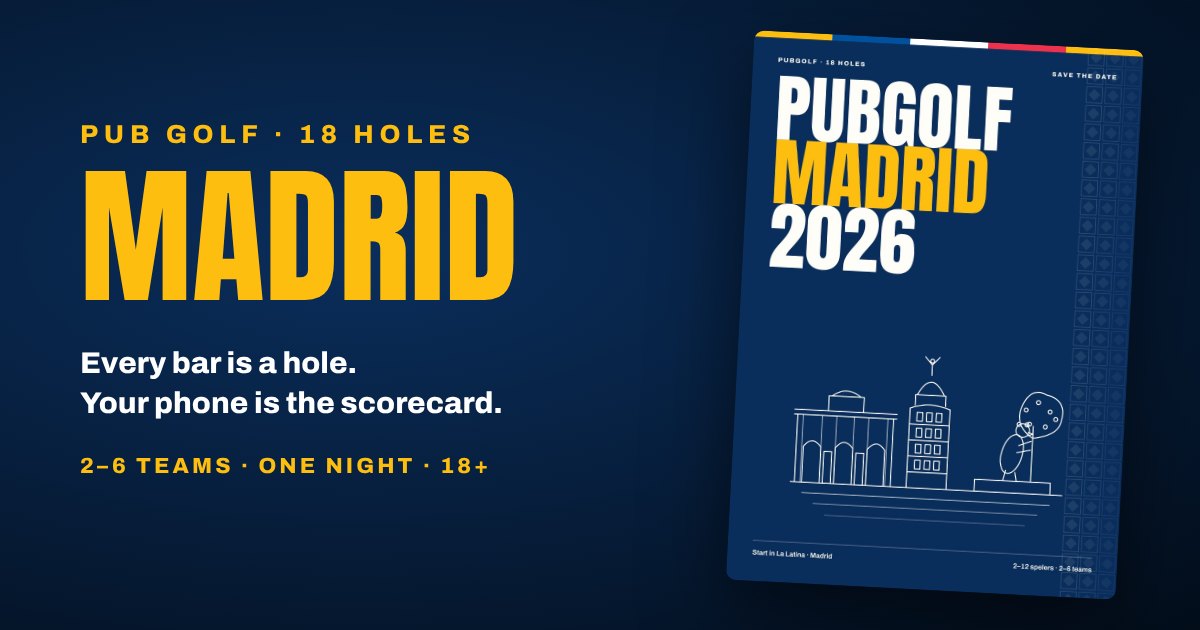 PUB GOLF · 18 HOLES
MADRID
Every bar is a hole.
Your phone is the scorecard.
2–6 TEAMS · ONE NIGHT · 18+
PUBGOLF · 18 HOLES
SAVE THE DATE
PUBGOLF
MADRID
2026
Start in La Latina · Madrid
2–12 spelers · 2–6 teams